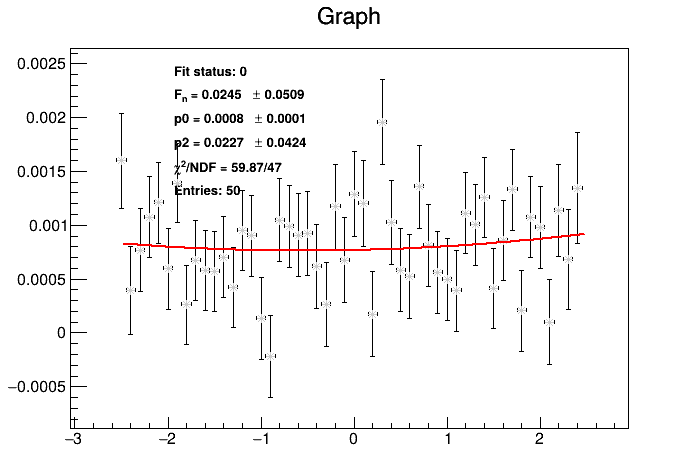 Graph
Fit status: 0
Fn = 0.0245 ± 0.0509
p0 = 0.0008 ± 0.0001
p2 = 0.0227 ± 0.0424
χ²/NDF = 59.87/47
Entries: 50
0.0025
0.002
0.0015
0.001
0.0005
0
−0.0005
−3 −2 −1 0 1 2